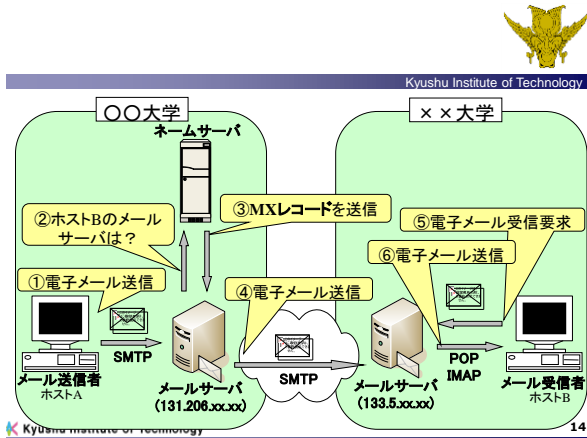 Kyushu Institute of Technology
〇〇大学
××大学
ネームサーバ
②ホストBのメール
サーバは？
③MXレコードを送信
⑤電子メール受信要求
⑥電子メール送信
①電子メール送信
④電子メール送信
SMTP
SMTP
POP
IMAP
メール送信者
ホストA
メールサーバ
(131.206.xx.xx)
メールサーバ
(133.5.xx.xx)
メール受信者
ホストB
Kyushu Institute of Technology
14